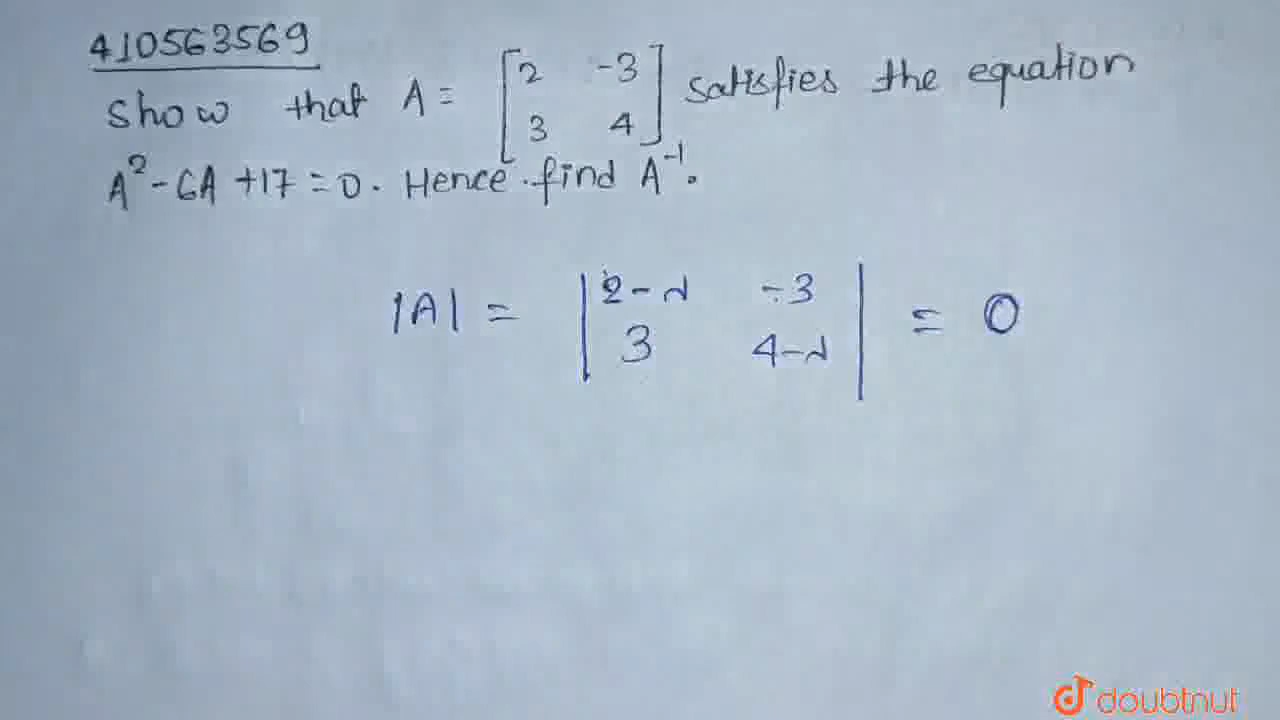 410563569
Show that A = [2 -3] satisfies the equation
[3 4]
A² - 6A + 17 = 0. Hence. find A⁻¹.
|A| = |2-λ -3| = 0
|3 4-λ|
doubtnut